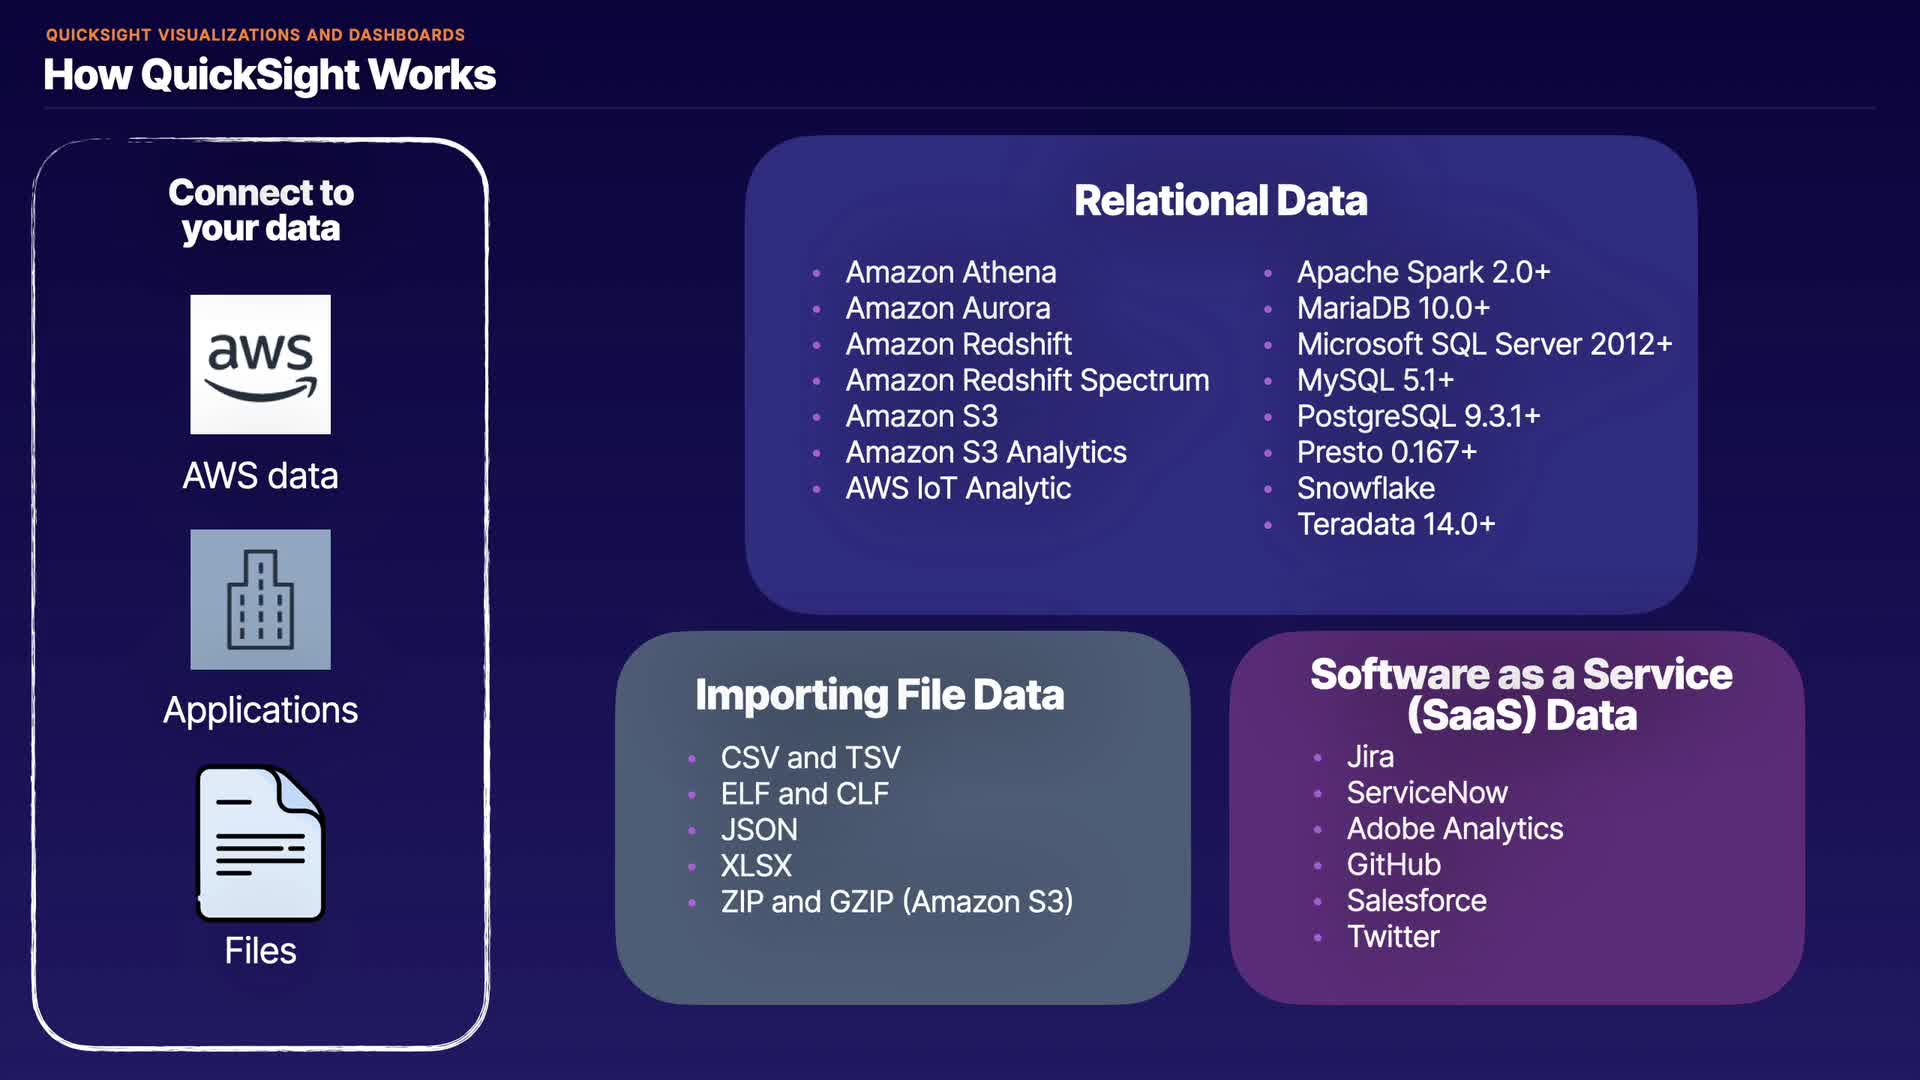 QUICKSIGHT VISUALIZATIONS AND DASHBOARDS
How QuickSight Works
Connect to
your data
aws
AWS data
Applications
Files
Relational Data
Amazon Athena
Amazon Aurora
Amazon Redshift
Amazon Redshift Spectrum
Amazon S3
Amazon S3 Analytics
AWS IoT Analytic
Apache Spark 2.0+
MariaDB 10.0+
Microsoft SQL Server 2012+
MySQL 5.1+
PostgreSQL 9.3.1+
Presto 0.167+
Snowflake
Teradata 14.0+
Importing File Data
CSV and TSV
ELF and CLF
JSON
XLSX
ZIP and GZIP (Amazon S3)
Software as a Service
(SaaS) Data
Jira
ServiceNow
Adobe Analytics
GitHub
Salesforce
Twitter